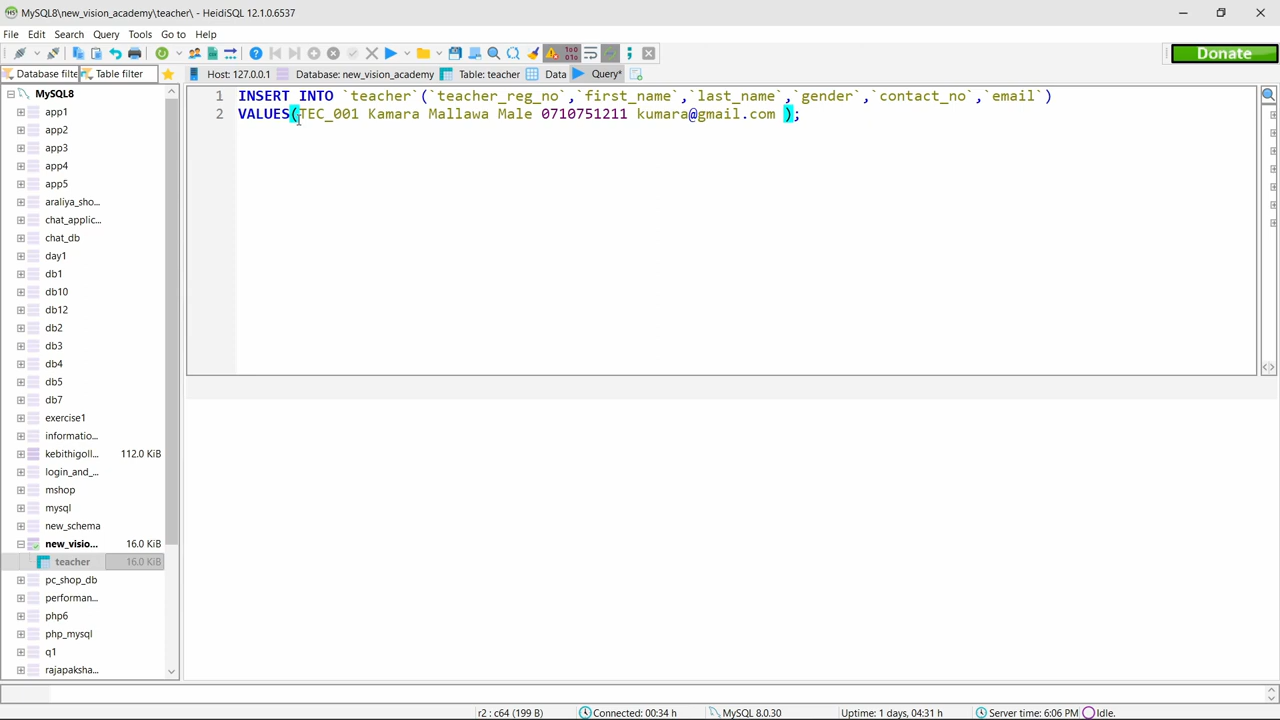 MySQL8\new_vision_academy\teacher\ - HeidiSQL 12.1.0.6537
File Edit Search Query Tools Go to Help
Donate
Database filte Table filter Host: 127.0.0.1 Database: new_vision_academy Table: teacher Data Query*
MySQL8
app1
app2
app3
app4
app5
araliya_sho...
chat_applic...
chat_db
day1
db1
db10
db12
db2
db3
db4
db5
db7
exercise1
informatio...
kebithigoll... 112.0 KiB
login_and_...
mshop
mysql
new_schema
new_visio... 16.0 KiB
teacher 16.0 KiB
pc_shop_db
performan...
php6
php_mysql
q1
rajapaksha...
1 INSERT INTO `teacher`(`teacher_reg_no`,`first_name`,`last_name`,`gender`,`contact_no`,`email`)
2 VALUES(TEC_001 Kamara Mallawa Male 0710751211 kumara@gmail.com );
r2 : c64 (199 B) Connected: 00:34 h MySQL 8.0.30 Uptime: 1 days, 04:31 h Server time: 6:06 PM Idle.